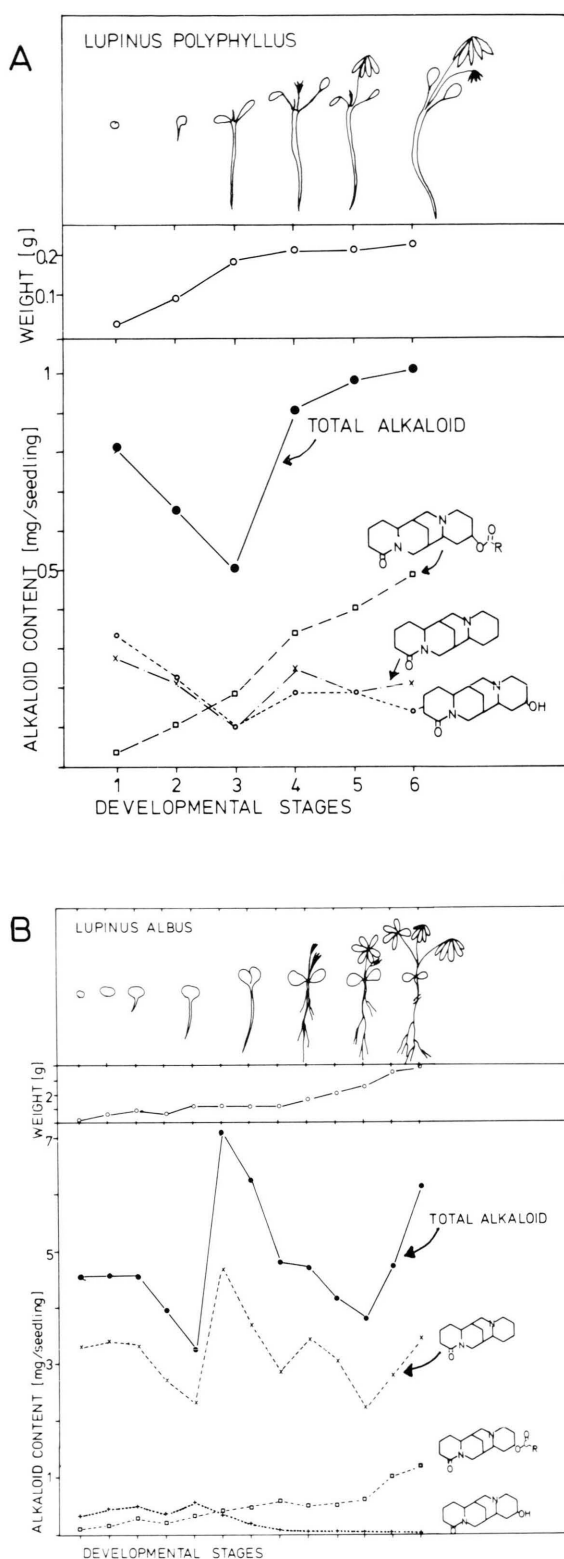 A
LUPINUS POLYPHYLLUS
WEIGHT [g]
0.2
0.1
ALKALOID CONTENT [mg/seedling]
1
0.5
TOTAL ALKALOID
N
N
O
O
O
R
N
N
O
N
N
O
OH
1 2 3 4 5 6
DEVELOPMENTAL STAGES
B
LUPINUS ALBUS
WEIGHT [g]
2
ALKALOID CONTENT [mg/seedling]
7
5
3
1
TOTAL ALKALOID
N
N
O
N
N
O
O
O
R
N
N
O
OH
DEVELOPMENTAL STAGES